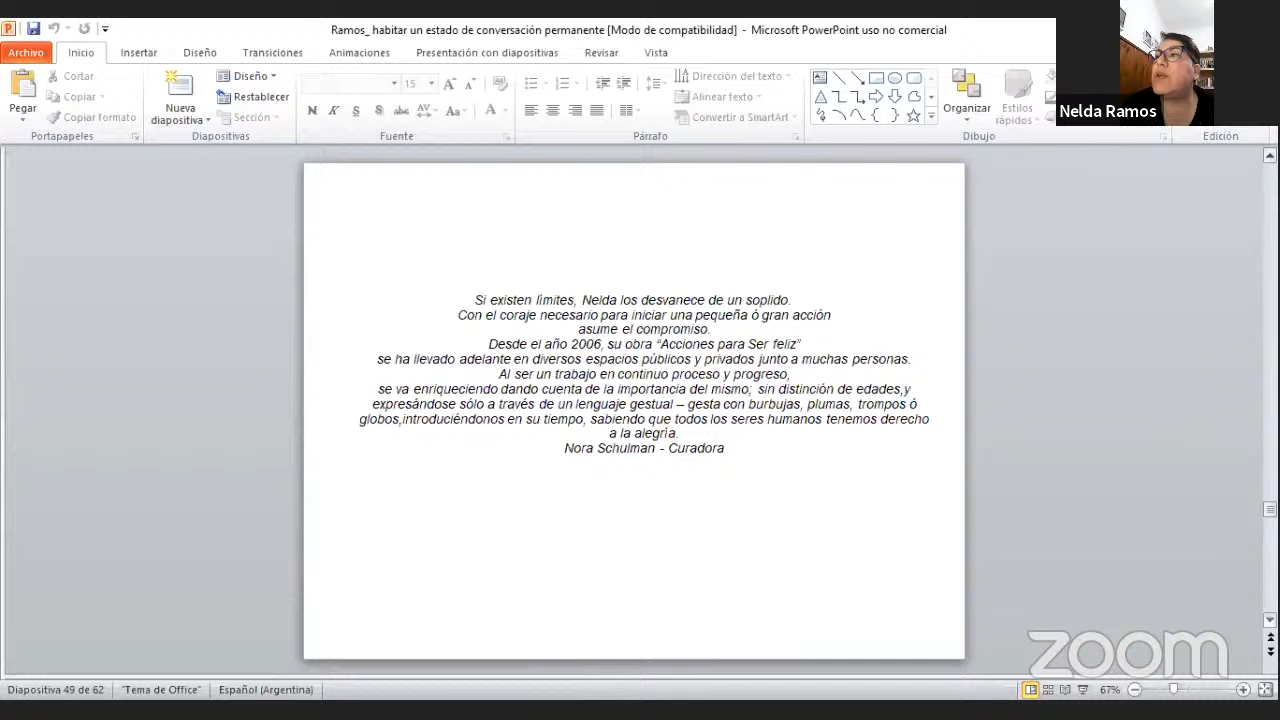 Ramos_ habitar un estado de conversación permanente [Modo de compatibilidad] - Microsoft PowerPoint uso no comercial
Archivo Inicio Insertar Diseño Transiciones Animaciones Presentación con diapositivas Revisar Vista
Pegar
Cortar
Copiar
Copiar formato
Portapapeles
Nueva
diapositiva
Diseño
Restablecer
Sección
Diapositivas
15
N K S S abc AV Aa A
Fuente
Dirección del texto
Alinear texto
Convertir a SmartArt
Párrafo
Organizar
Estilos
rápidos
Dibujo
Edición
Nelda Ramos
Si existen límites, Nelda los desvanece de un soplido.
Con el coraje necesario para iniciar una pequeña ó gran acción
asume el compromiso.
Desde el año 2006, su obra “Acciones para Ser feliz”
se ha llevado adelante en diversos espacios públicos y privados junto a muchas personas.
Al ser un trabajo en continuo proceso y progreso,
se va enriqueciendo dando cuenta de la importancia del mismo; sin distinción de edades,y
expresándose sólo a través de un lenguaje gestual – gesta con burbujas, plumas, trompos ó
globos,introduciéndonos en su tiempo, sabiendo que todos los seres humanos tenemos derecho
a la alegría.
Nora Schulman - Curadora
zoom
Diapositiva 49 de 62 "Tema de Office" Español (Argentina) 67%